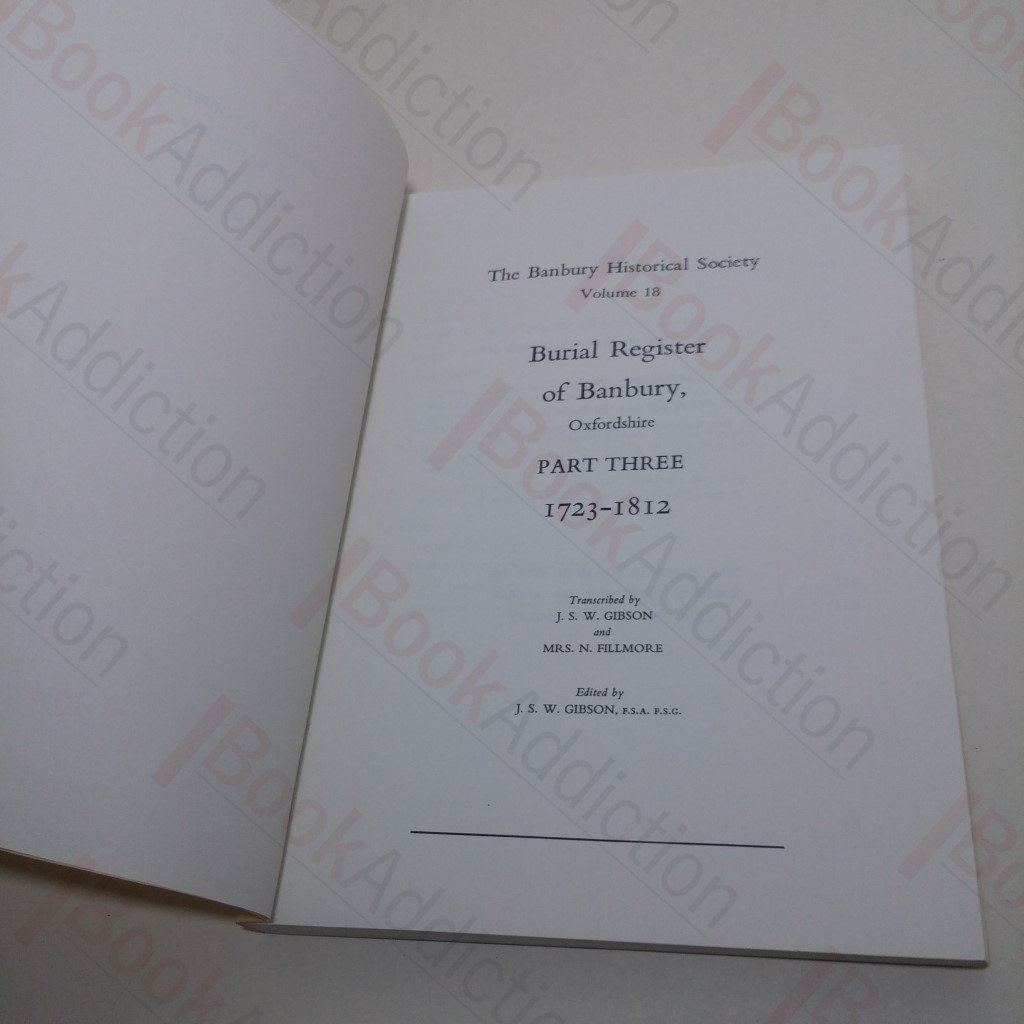 The Banbury Historical Society
Volume 18
Burial Register
of Banbury,
Oxfordshire
PART THREE
1723-1812
Transcribed by
J. S. W. GIBSON
and
MRS. N. FILLMORE
Edited by
J. S. W. GIBSON, F.S.A. F.S.G.
BookAddiction